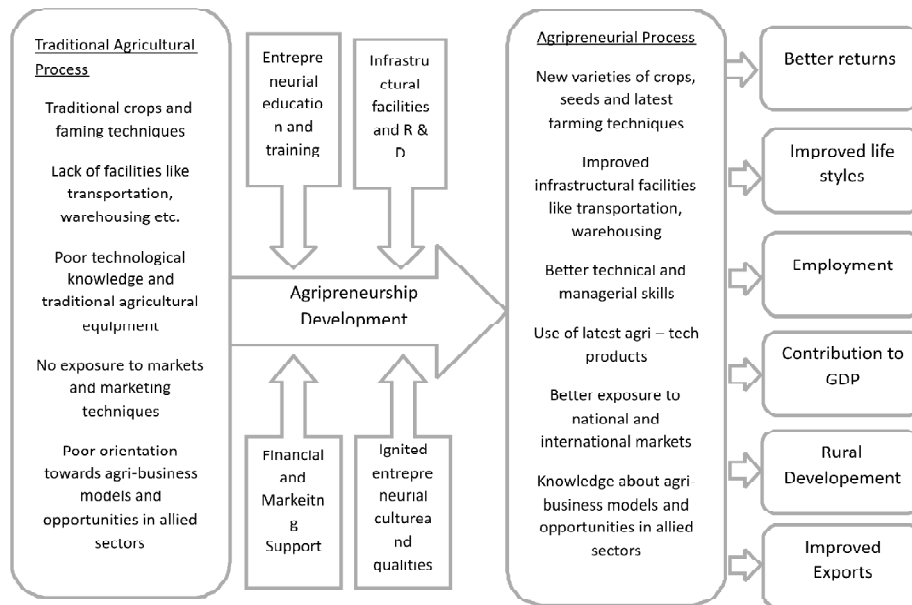 Traditional Agricultural
Process
Traditional crops and
faming techniques
Lack of facilities like
transportation,
warehousing etc.
Poor technological
knowledge and
traditional agricultural
equipment
No exposure to markets
and marketing
techniques
Poor orientation
towards agri-business
models and
opportunities in allied
sectors
Entrepre
neurial
educatio
n and
training
Infrastru
ctural
facilities
and R &
D
Agripreneurship
Development
Financial
and
Markeitn
g
Support
Ignited
entrepre
neurial
culturea
nd
qualities
Agripreneurial Process
New varieties of crops,
seeds and latest
farming techniques
Improved
infrastructural facilities
like transportation,
warehousing
Better technical and
managerial skills
Use of latest agri – tech
products
Better exposure to
national and
international markets
Knowledge about agri-
business models and
opportunities in allied
sectors
Better returns
Improved life
styles
Employment
Contribution to
GDP
Rural
Developement
Improved
Exports